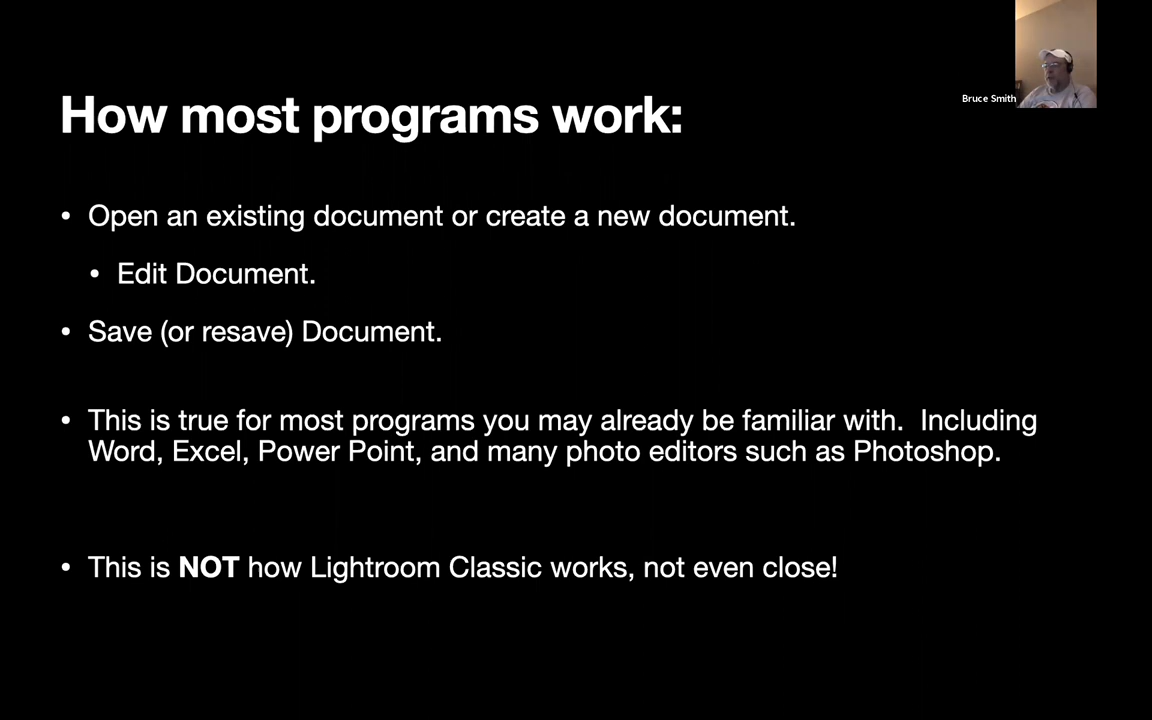 Bruce Smith
How most programs work:
• Open an existing document or create a new document.
• Edit Document.
• Save (or resave) Document.
• This is true for most programs you may already be familiar with.  Including
Word, Excel, Power Point, and many photo editors such as Photoshop.
• This is NOT how Lightroom Classic works, not even close!